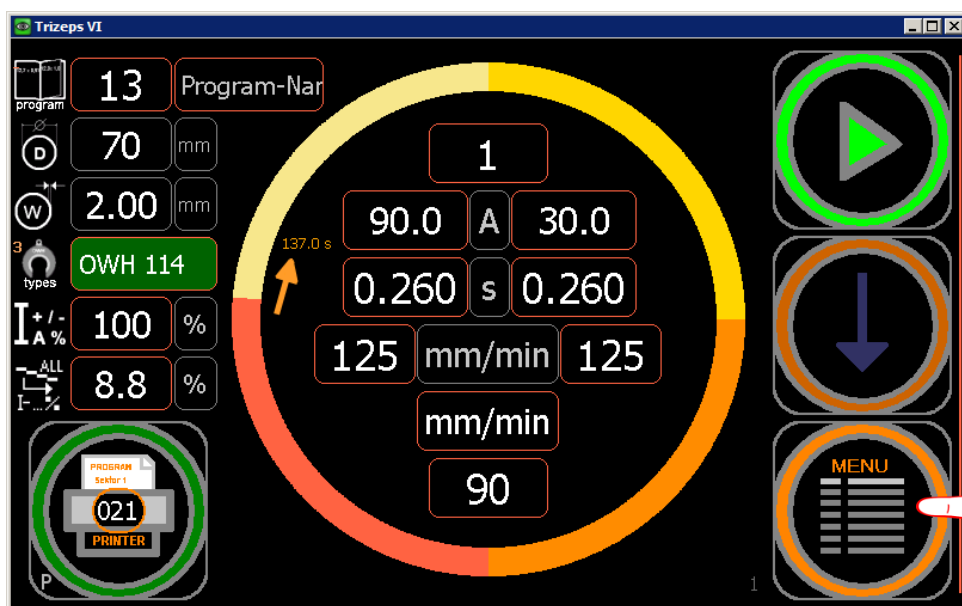 Trizeps VI
program
13
Program-Nar
D
70
mm
W
2.00
mm
3
types
OWH 114
I + / -
A %
100
%
ALL
I-...%
8.8
%
PROGRAM
Sektor 1
021
PRINTER
P
137.0 s
1
90.0 A 30.0
0.260 s 0.260
125 mm/min 125
mm/min
90
MENU
1